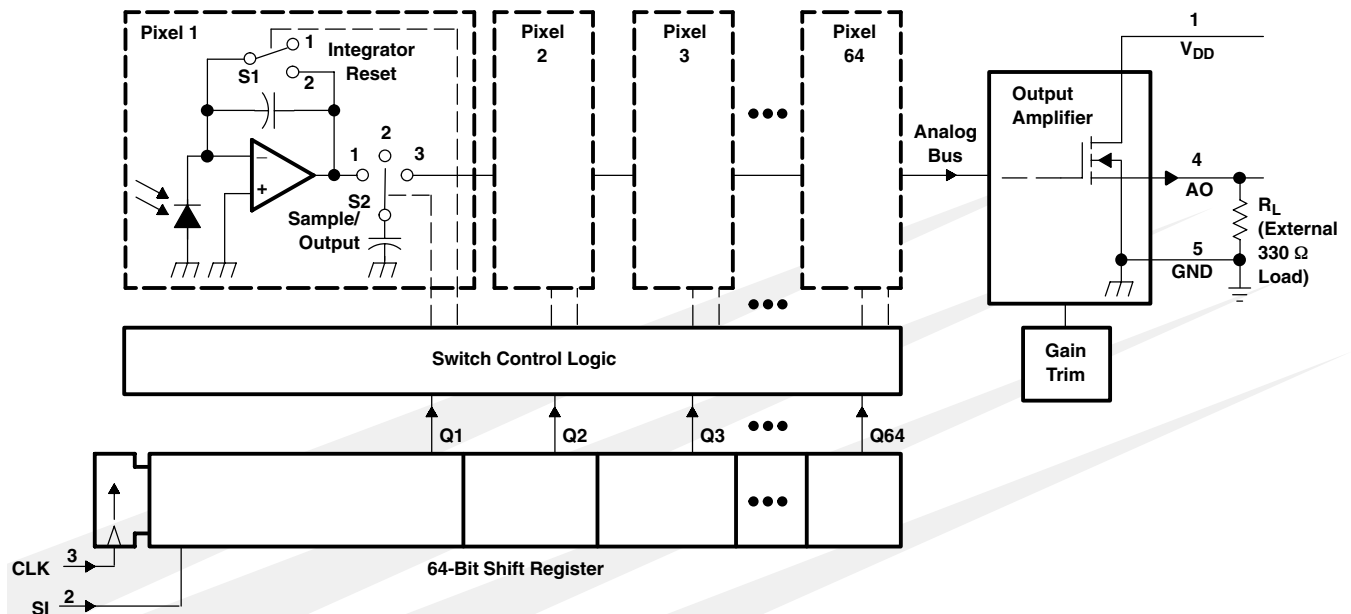 Pixel 1
1
Integrator
Reset
S1
2
−
+
1
2
3
S2
Sample/
Output
Pixel
2
Pixel
3
Pixel
64
Analog
Bus
Output
Amplifier
1
VDD
4
AO
RL
(External
330 Ω
Load)
5
GND
Gain
Trim
Switch Control Logic
Q1
Q2
Q3
Q64
3
CLK
64-Bit Shift Register
2
SI